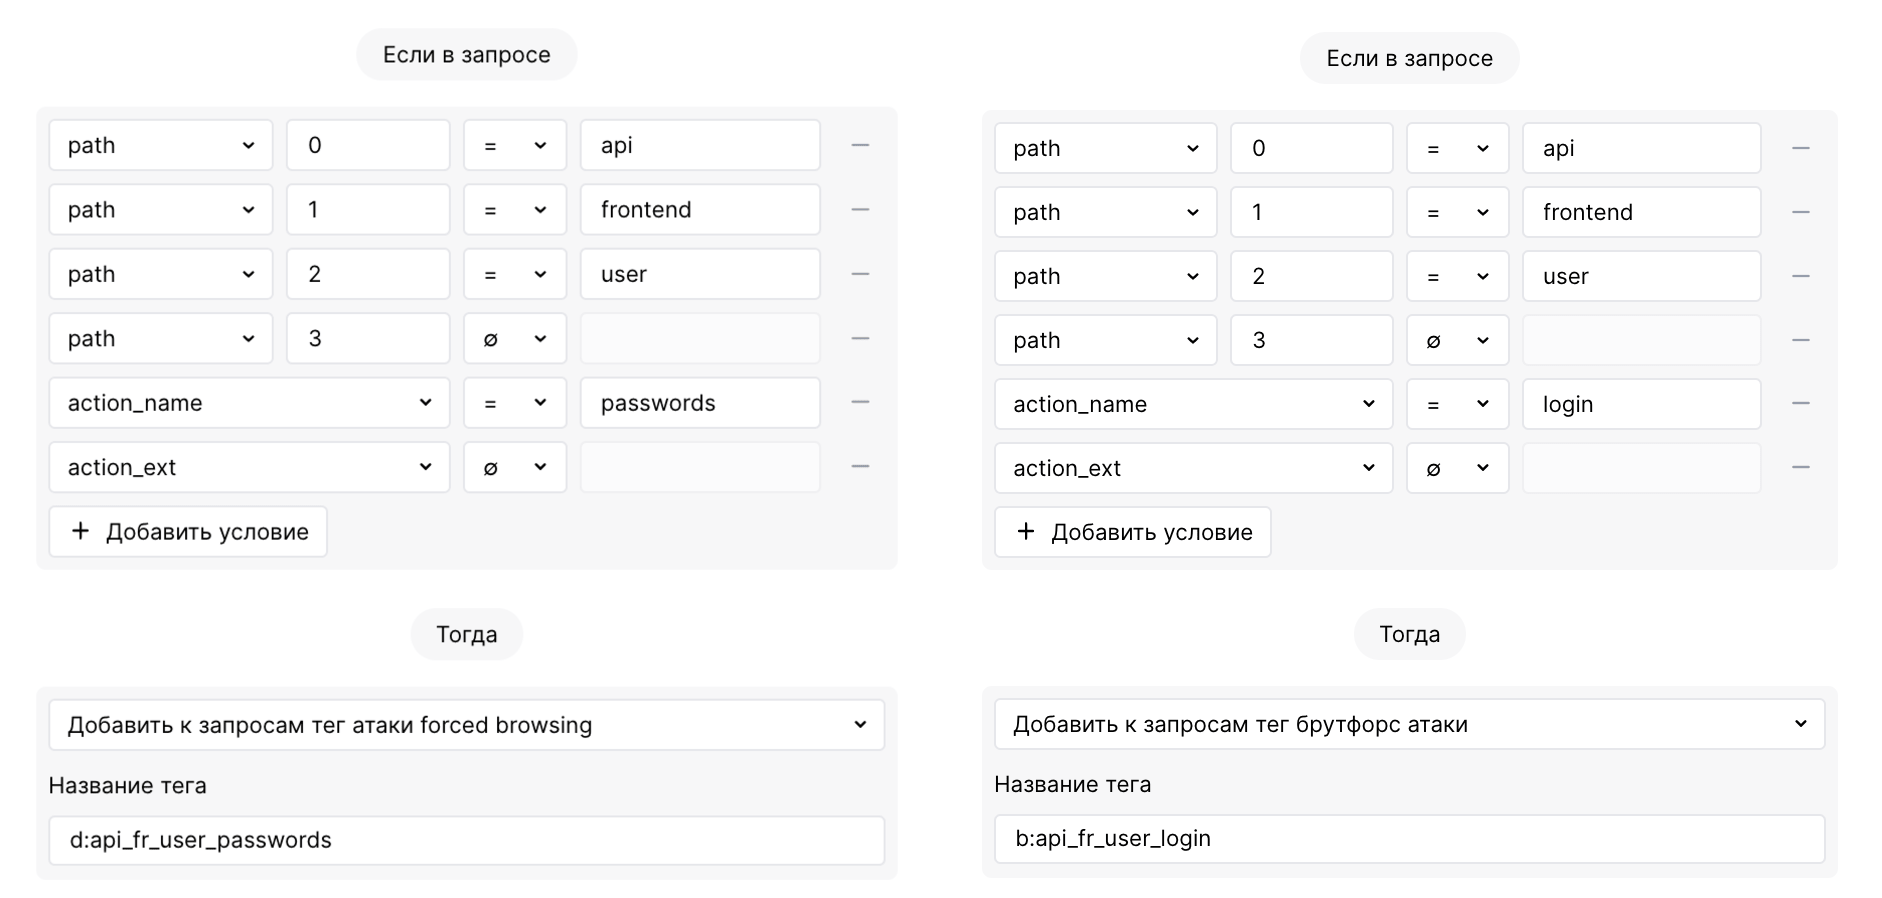 Если в запросе
path 0 = api
path 1 = frontend
path 2 = user
path 3 ∅
action_name = passwords
action_ext ∅
+ Добавить условие
Тогда
Добавить к запросам тег атаки forced browsing
Название тега
d:api_fr_user_passwords
Если в запросе
path 0 = api
path 1 = frontend
path 2 = user
path 3 ∅
action_name = login
action_ext ∅
+ Добавить условие
Тогда
Добавить к запросам тег брутфорс атаки
Название тега
b:api_fr_user_login